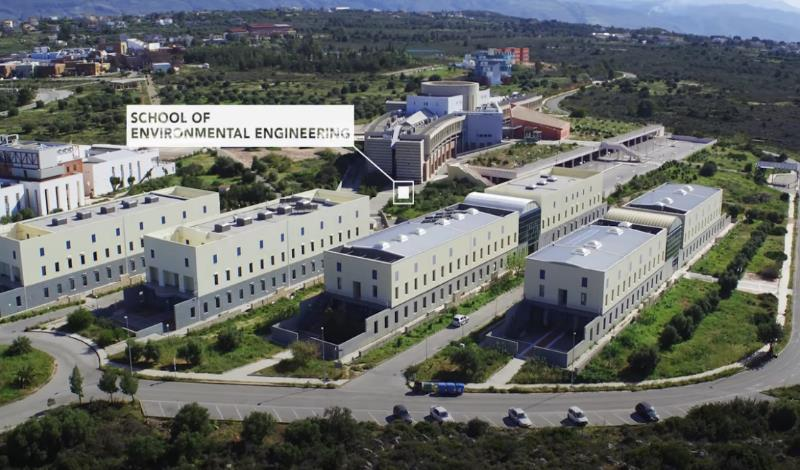 SCHOOL OF
ENVIRONMENTAL ENGINEERING